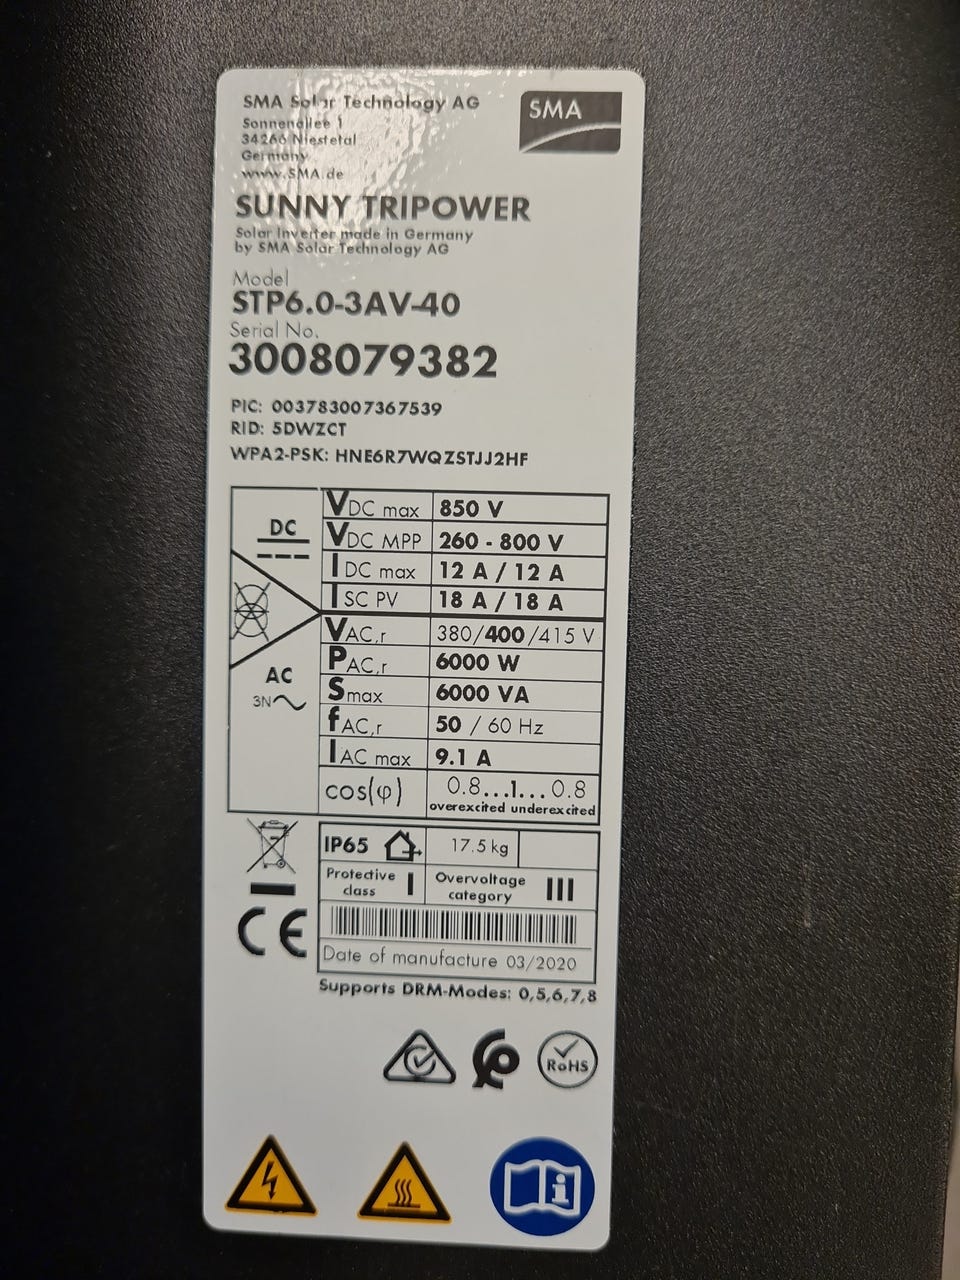 SMA Solar Technology AG
Sonnenallee 1
34266 Niestetal
Germany
www.SMA.de
SMA
SUNNY TRIPOWER
Solar Inverter made in Germany
by SMA Solar Technology AG
Model
STP6.0-3AV-40
Serial No.
3008079382
PIC: 003783007367539
RID: 5DWZCT
WPA2-PSK: HNE6R7WQZSTJJ2HF
DC
VDC max 850 V
VDC MPP 260 - 800 V
IDC max 12 A / 12 A
ISC PV 18 A / 18 A
AC
3N
VAC,r 380/400/415 V
PAC,r 6000 W
Smax 6000 VA
fAC,r 50 / 60 Hz
IAC max 9.1 A
cos(φ) 0.8...1...0.8
overexcited underexcited
IP65 17.5 kg
Protective class I Overvoltage category III
CE
Date of manufacture 03/2020
Supports DRM-Modes: 0,5,6,7,8
RoHS